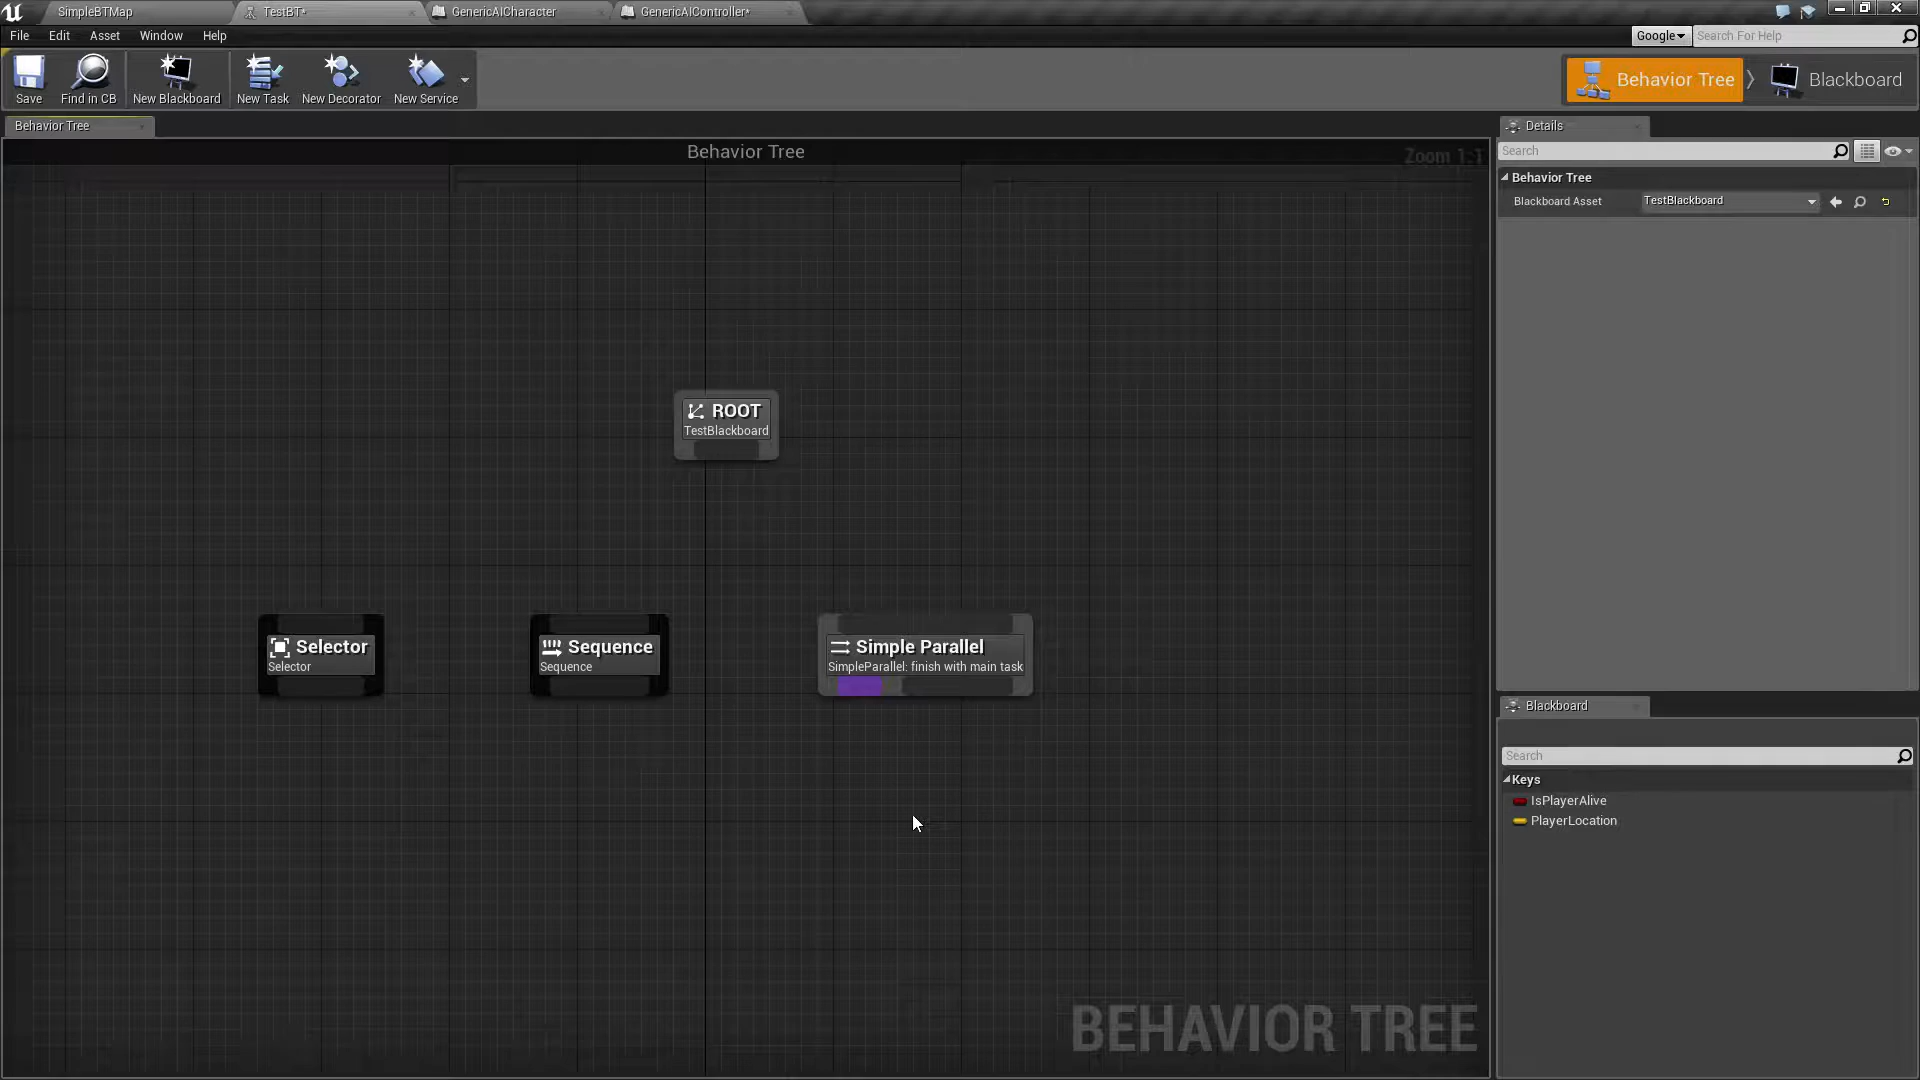 SimpleBTMap
TestBT*
GenericAICharacter
GenericAIController*
File
Edit
Asset
Window
Help
Google
Search For Help
Save
Find in CB
New Blackboard
New Task
New Decorator
New Service
Behavior Tree
Blackboard
Behavior Tree
Behavior Tree
Zoom 1:1
Details
Search
Behavior Tree
Blackboard Asset
TestBlackboard
ROOT
TestBlackboard
Selector
Selector
Sequence
Sequence
Simple Parallel
SimpleParallel: finish with main task
Blackboard
Search
Keys
IsPlayerAlive
PlayerLocation
BEHAVIOR TREE